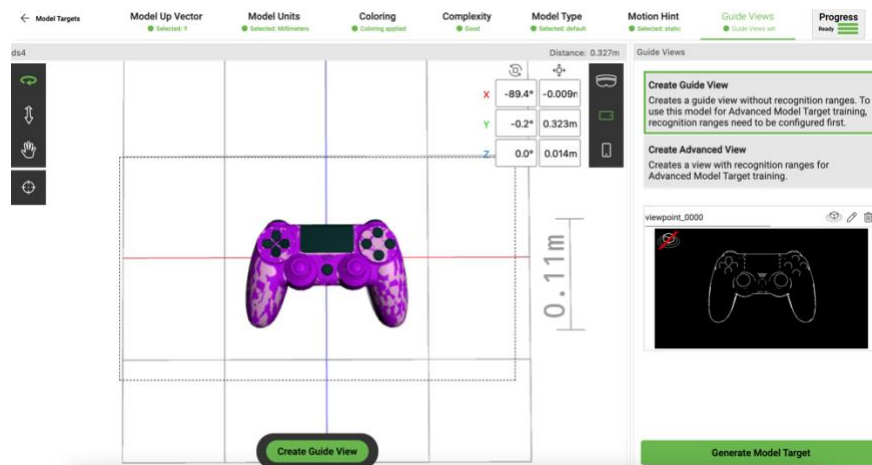 ← Model Targets
Model Up Vector
Selected: Y
Model Units
Selected: Millimeters
Coloring
Coloring applied
Complexity
Good
Model Type
Selected: default
Motion Hint
Selected: static
Guide Views
Guide Views set
Progress
Ready
ds4
Distance: 0.327m
Guide Views
X -89.4° -0.009m
Y -0.2° 0.323m
Z 0.0° 0.014m
Create Guide View
Creates a guide view without recognition ranges. To
use this model for Advanced Model Target training,
recognition ranges need to be configured first.
Create Advanced View
Creates a view with recognition ranges for
Advanced Model Target training.
viewpoint_0000
0.11m
Create Guide View
Generate Model Target